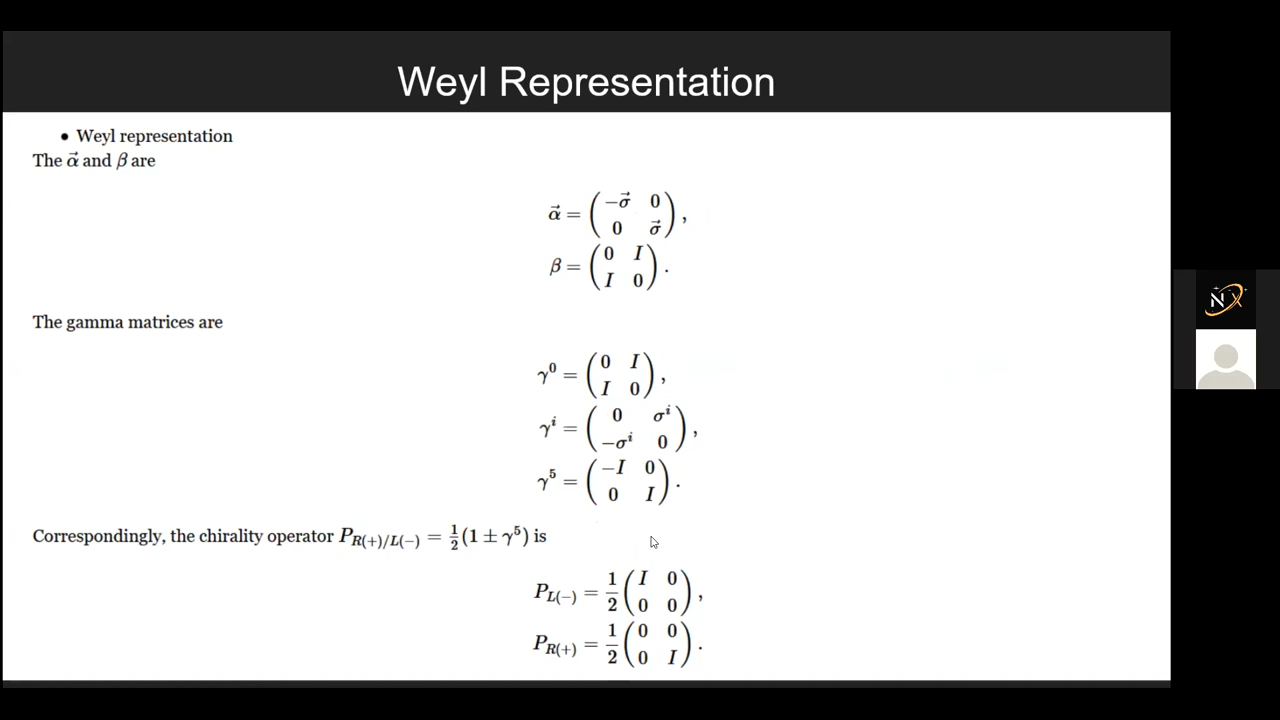 Weyl Representation
• Weyl representation
The α⃗ and β are
α⃗ = ( −σ⃗ 0 
0 σ⃗ ) ,
β = ( 0 I 
I 0 ) .
The gamma matrices are
γ⁰ = ( 0 I 
I 0 ) ,
γⁱ = ( 0 σⁱ 
−σⁱ 0 ) ,
γ⁵ = ( −I 0 
0 I ) .
Correspondingly, the chirality operator P_{R(+)/L(−)} = ½(1 ± γ⁵) is
P_{L(−)} = 1/2 ( I 0 
0 0 ) ,
P_{R(+)} = 1/2 ( 0 0 
0 I ) .
NX